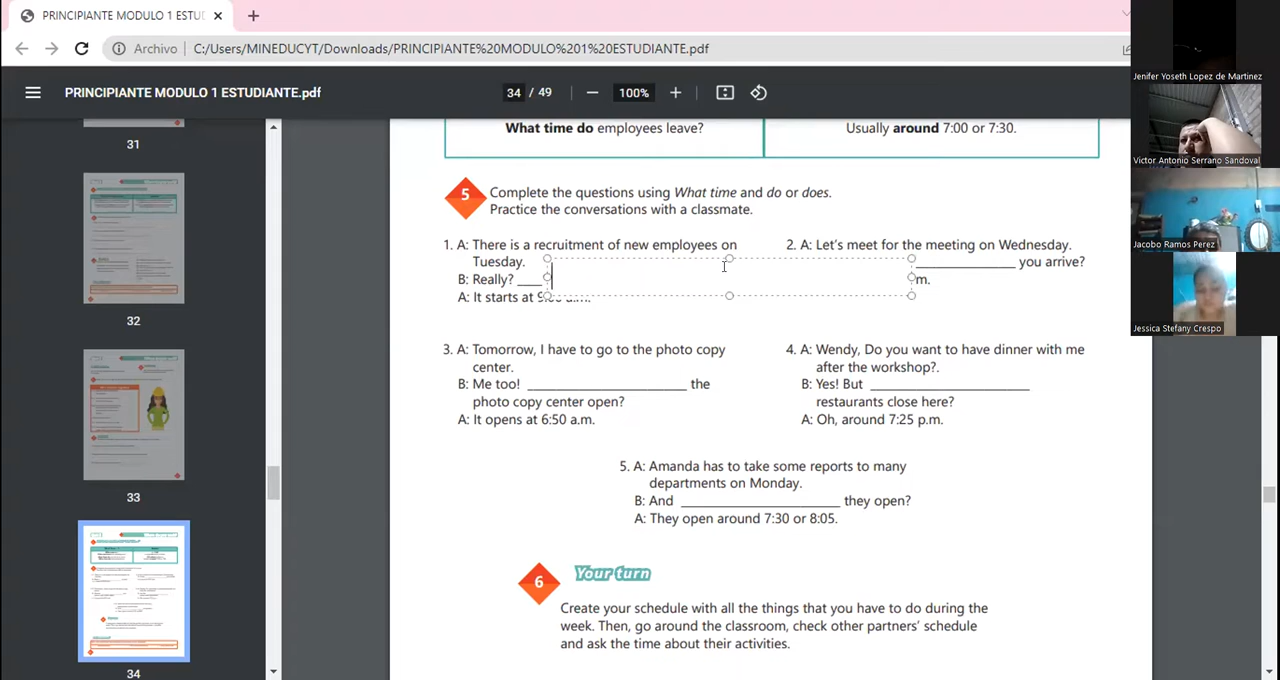 PRINCIPIANTE MODULO 1 ESTUDI
Archivo
C:/Users/MINEDUCYT/Downloads/PRINCIPIANTE%20MODULO%201%20ESTUDIANTE.pdf
PRINCIPIANTE MODULO 1 ESTUDIANTE.pdf
34 / 49
100%
31
32
33
34
What time do employees leave?
Usually around 7:00 or 7:30.
5
Complete the questions using What time and do or does.
Practice the conversations with a classmate.
1. A: There is a recruitment of new employees on
Tuesday.
B: Really? ____
A: It starts at
2. A: Let's meet for the meeting on Wednesday.
______________ you arrive?
m.
3. A: Tomorrow, I have to go to the photo copy
center.
B: Me too! ______________________ the
photo copy center open?
A: It opens at 6:50 a.m.
4. A: Wendy, Do you want to have dinner with me
after the workshop?.
B: Yes! But ______________________
restaurants close here?
A: Oh, around 7:25 p.m.
5. A: Amanda has to take some reports to many
departments on Monday.
B: And ______________________ they open?
A: They open around 7:30 or 8:05.
6
Your turn
Create your schedule with all the things that you have to do during the
week. Then, go around the classroom, check other partners' schedule
and ask the time about their activities.
Jenifer Yoseth Lopez de Martinez
Victor Antonio Serrano Sandoval
Jacobo Ramos Perez
Jessica Stefany Crespo